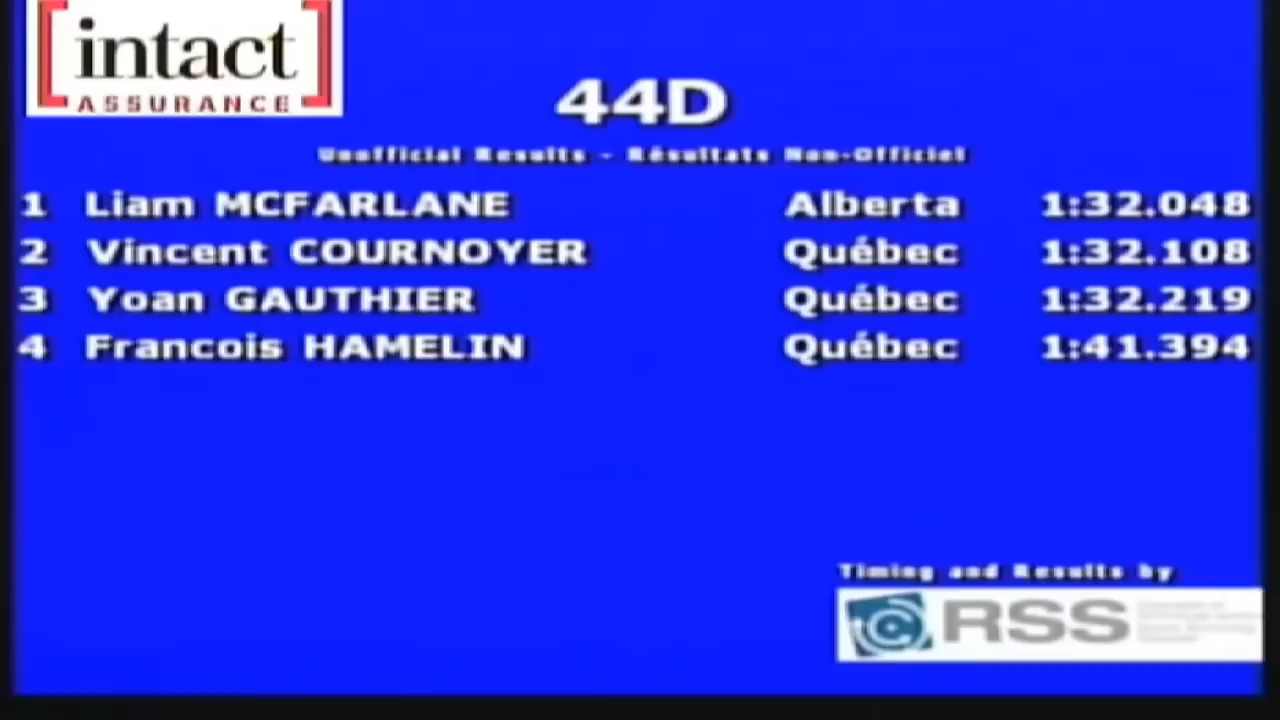 intact
ASSURANCE
44D
Unofficial Results - Résultats Non-Officiel
1 Liam MCFARLANE Alberta 1:32.048
2 Vincent COURNOYER Québec 1:32.108
3 Yoan GAUTHIER Québec 1:32.219
4 Francois HAMELIN Québec 1:41.394
Timing and Results by
RSS